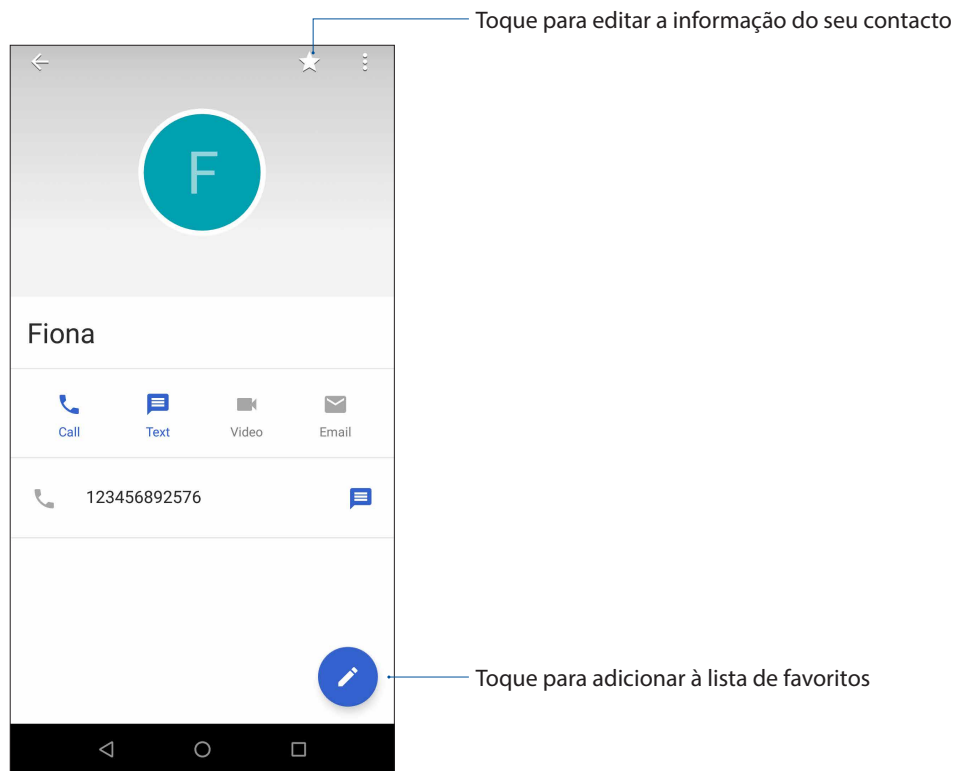 Toque para editar a informação do seu contacto
F
Fiona
Call Text Video Email
123456892576
Toque para adicionar à lista de favoritos